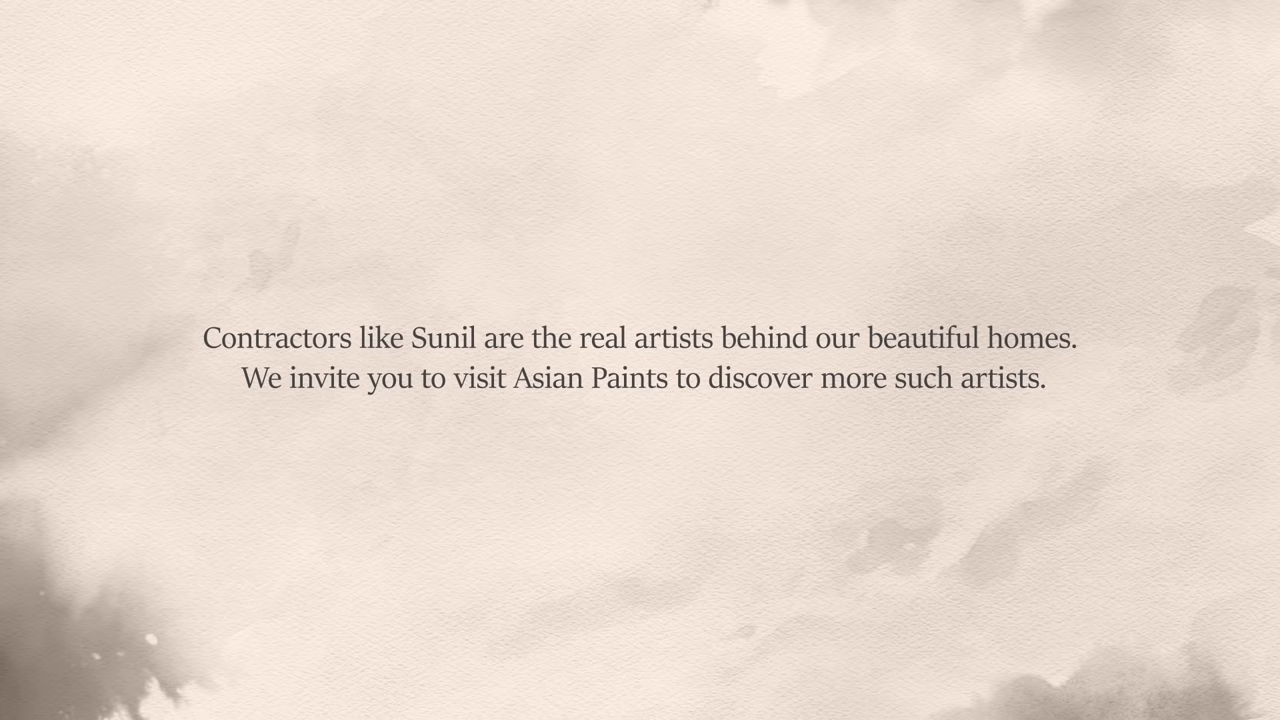 Contractors like Sunil are the real artists behind our beautiful homes.
We invite you to visit Asian Paints to discover more such artists.